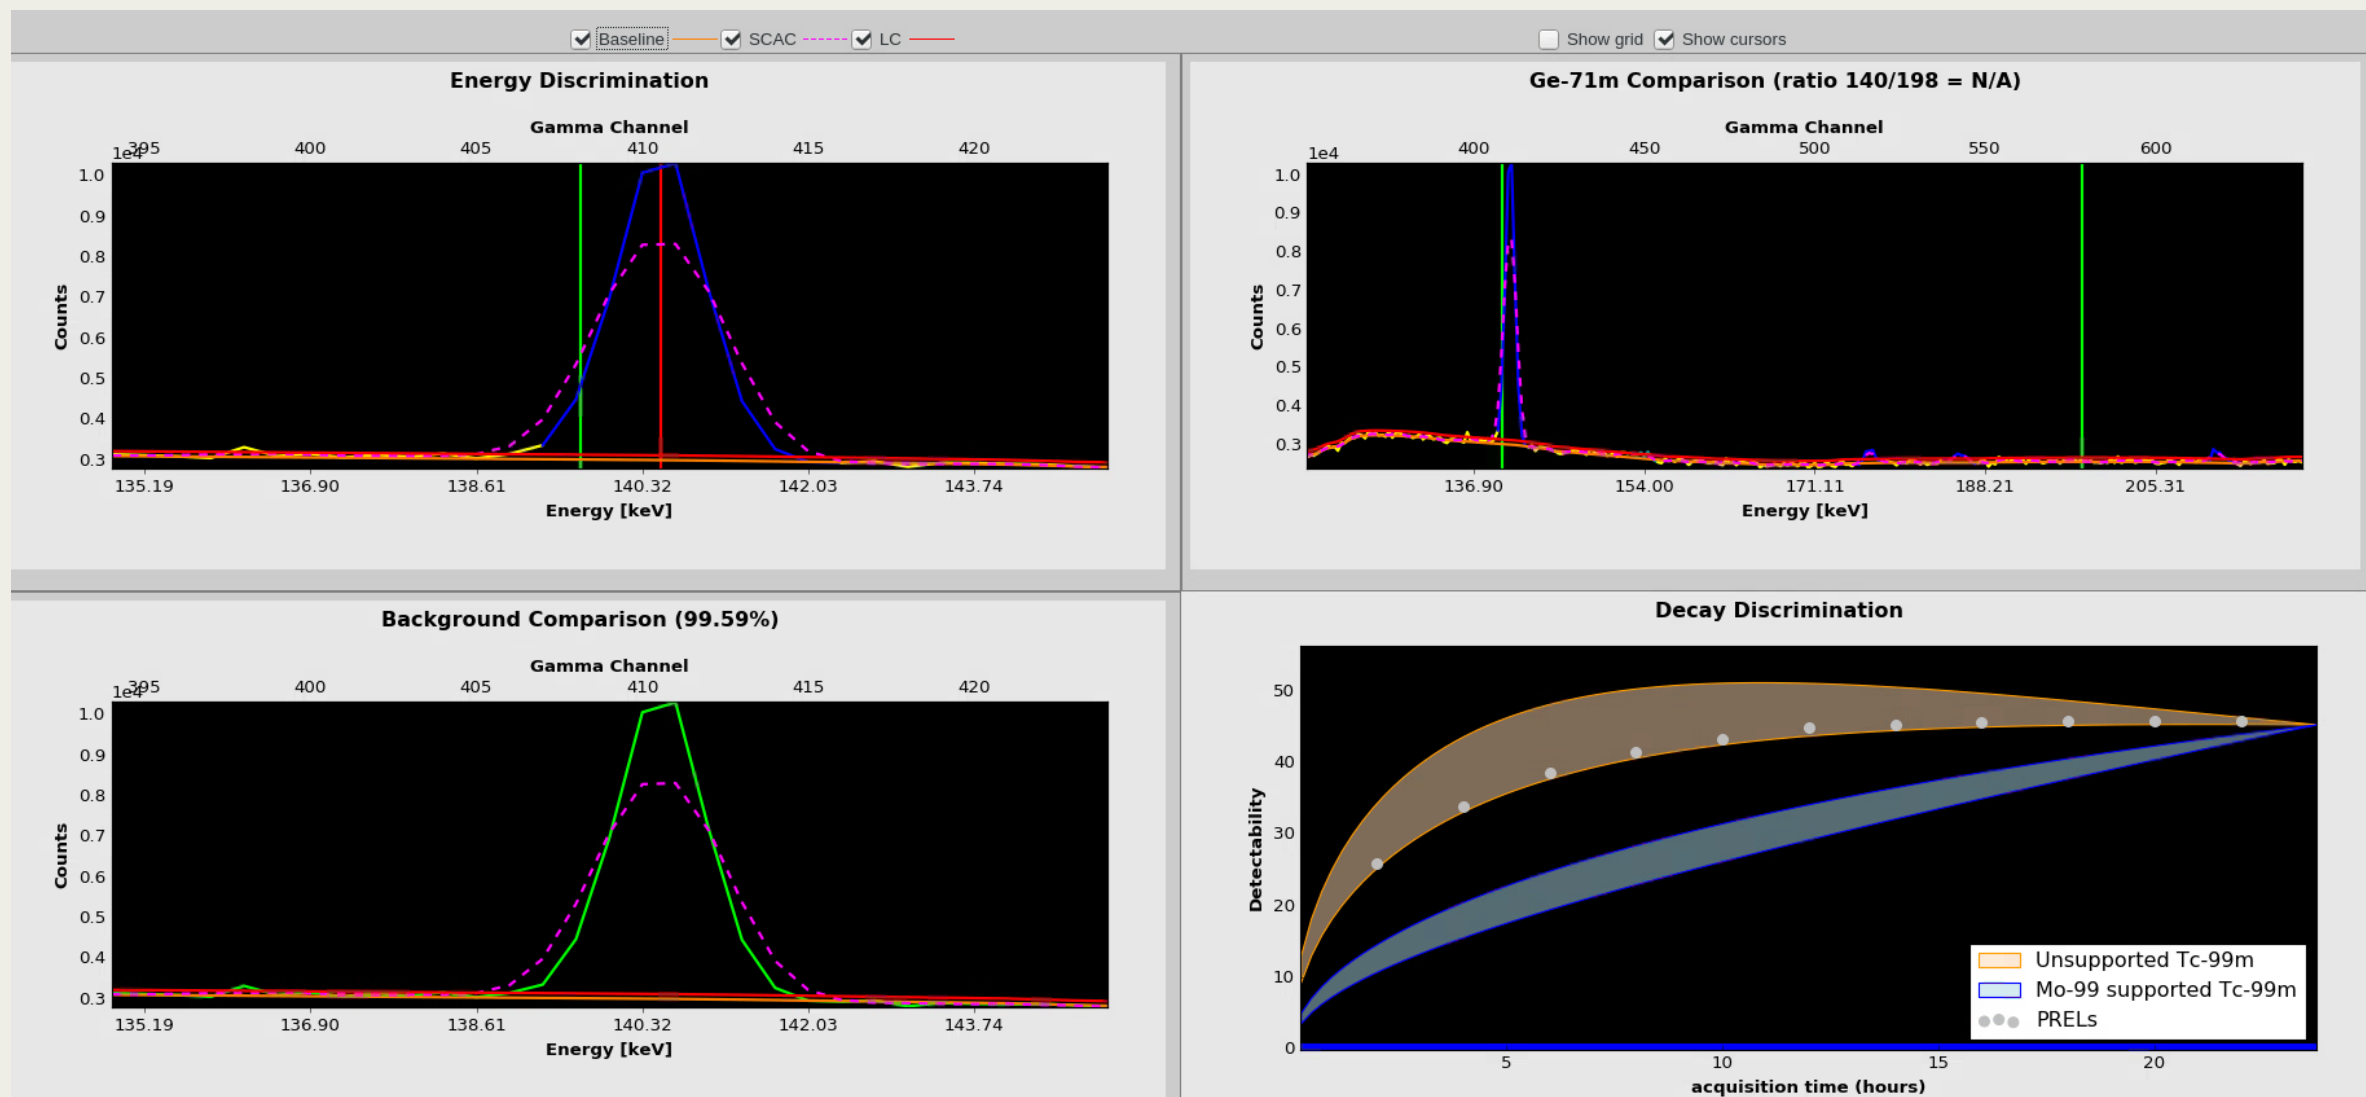 Baseline SCAC LC Show grid Show cursors
Energy Discrimination
Gamma Channel
1e4
395 400 405 410 415 420
1.0
0.9
0.8
0.7
0.6
0.5
0.4
0.3
Counts
135.19 136.90 138.61 140.32 142.03 143.74
Energy [keV]
Ge-71m Comparison (ratio 140/198 = N/A)
Gamma Channel
1e4
400 450 500 550 600
1.0
0.9
0.8
0.7
0.6
0.5
0.4
0.3
Counts
136.90 154.00 171.11 188.21 205.31
Energy [keV]
Background Comparison (99.59%)
Gamma Channel
1e4
395 400 405 410 415 420
1.0
0.9
0.8
0.7
0.6
0.5
0.4
0.3
Counts
135.19 136.90 138.61 140.32 142.03 143.74
Energy [keV]
Decay Discrimination
50
40
30
20
10
0
Detectability
Unsupported Tc-99m
Mo-99 supported Tc-99m
PRELs
5 10 15 20
acquisition time (hours)